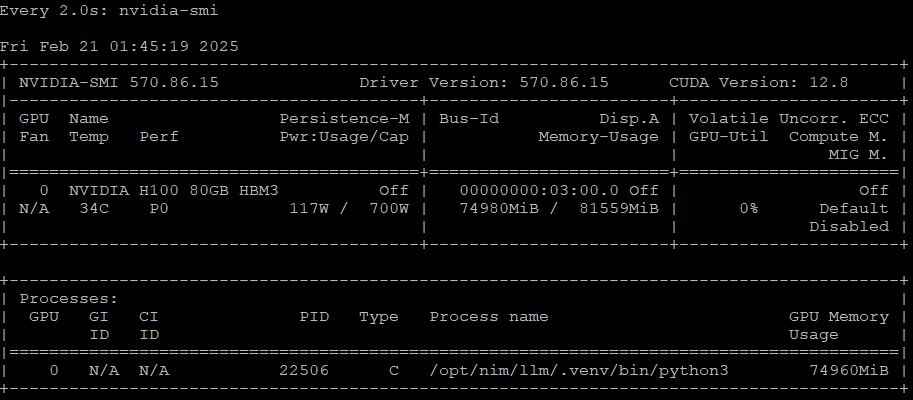 Every 2.0s: nvidia-smi
Fri Feb 21 01:45:19 2025
NVIDIA-SMI 570.86.15 Driver Version: 570.86.15 CUDA Version: 12.8
GPU Name Persistence-M | Bus-Id Disp.A | Volatile Uncorr. ECC
Fan Temp Perf Pwr:Usage/Cap | Memory-Usage | GPU-Util Compute M.
MIG M.
0 NVIDIA H100 80GB HBM3 Off | 00000000:03:00.0 Off | Off
N/A 34C P0 117W / 700W | 74980MiB / 81559MiB | 0% Default
Disabled
Processes:
GPU GI CI PID Type Process name GPU Memory
ID ID Usage
0 N/A N/A 22506 C /opt/nim/llm/.venv/bin/python3 74960MiB